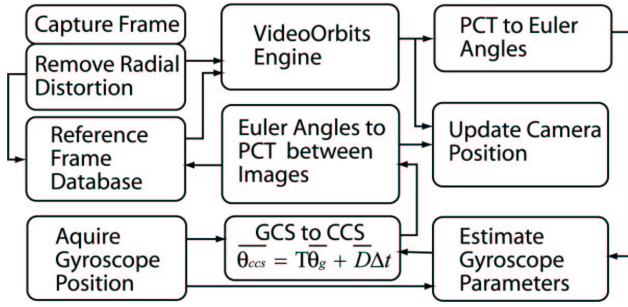 Capture Frame
Remove Radial
Distortion
VideoOrbits
Engine
PCT to Euler
Angles
Reference
Frame
Database
Euler Angles to
PCT between
Images
Update Camera
Position
Aquire
Gyroscope
Position
GCS to CCS
θccs = Tθg + DΔt
Estimate
Gyroscope
Parameters